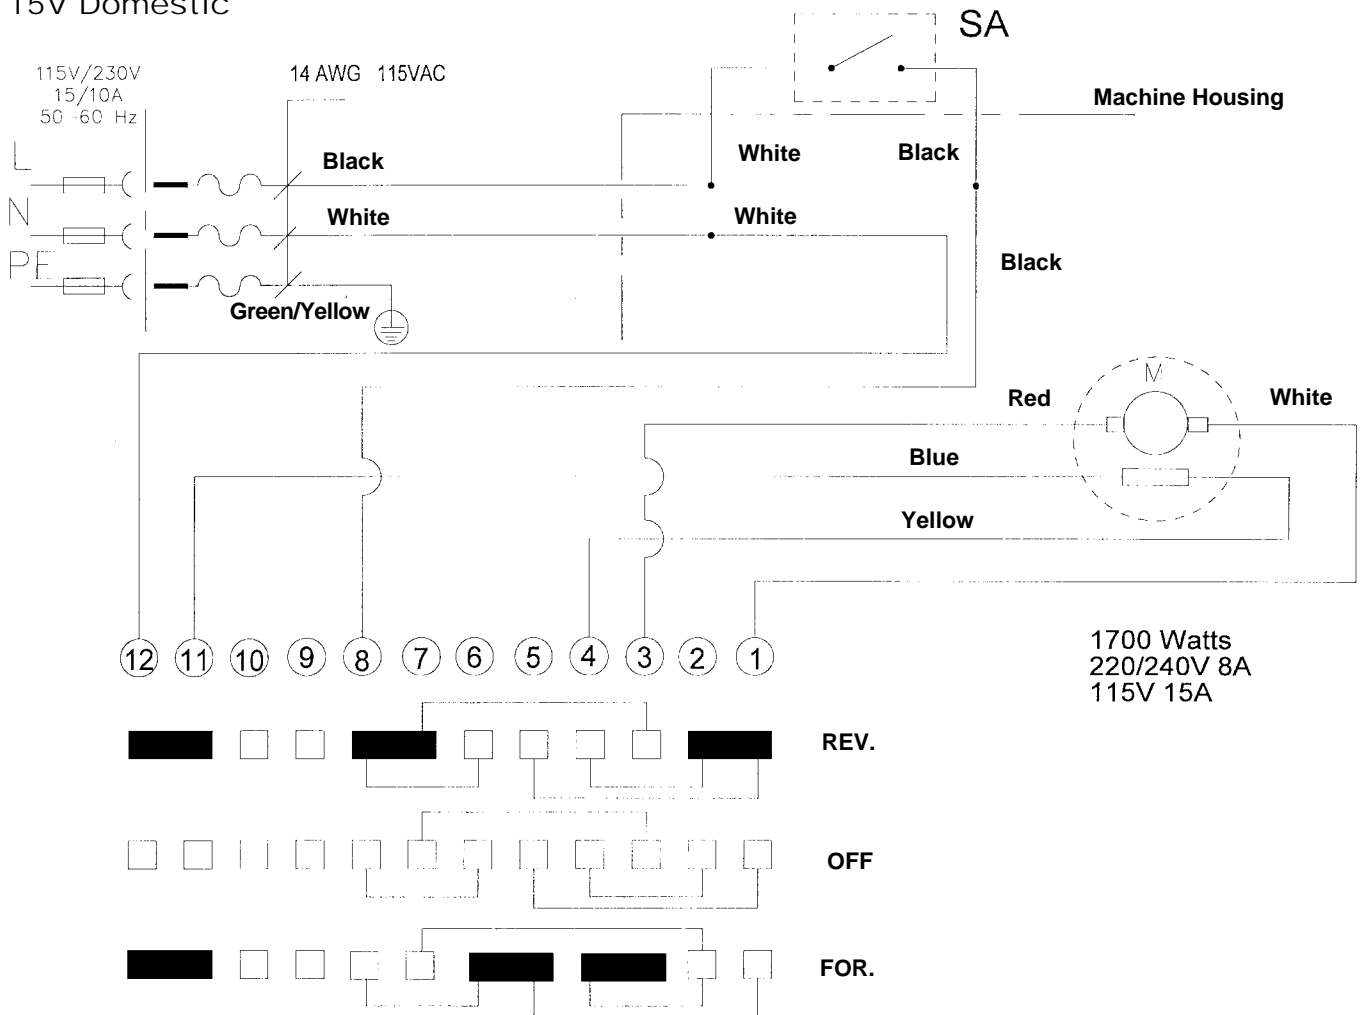 15V Domestic
SA
115V/230V
15/10A
50-60 Hz
14 AWG 115VAC
Machine Housing
L
Black
White
Black
N
White
White
PE
Black
Green/Yellow
M
Red
White
Blue
Yellow
12 11 10 9 8 7 6 5 4 3 2 1
1700 Watts
220/240V 8A
115V 15A
REV.
OFF
FOR.